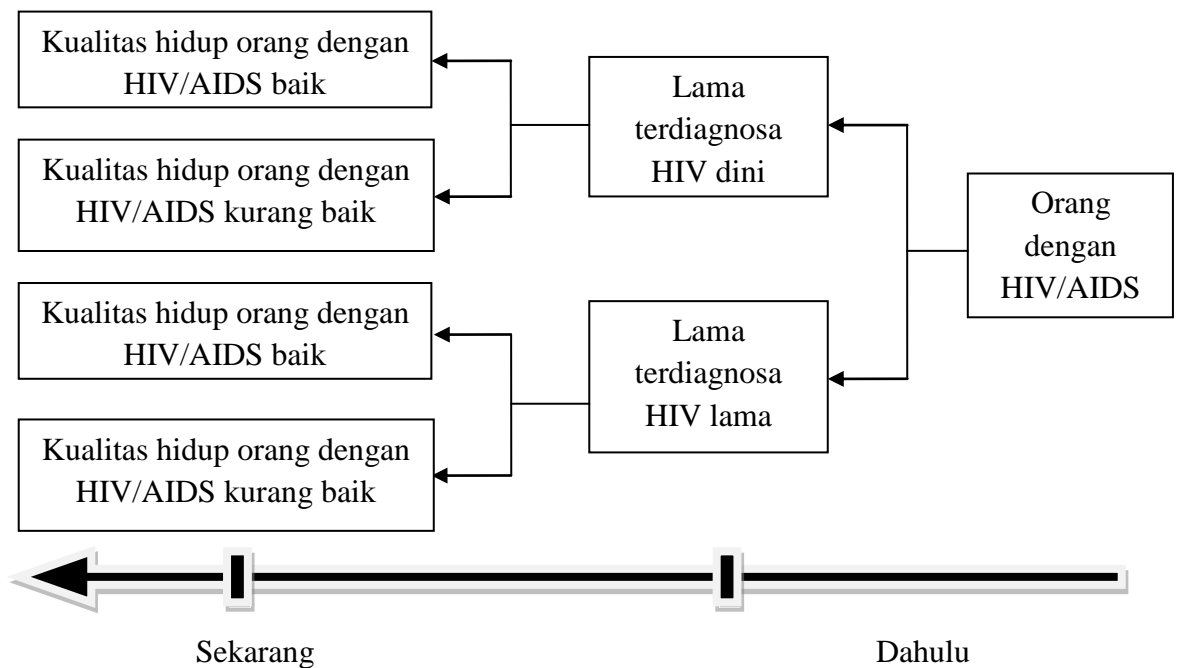 Kualitas hidup orang dengan
HIV/AIDS baik
Kualitas hidup orang dengan
HIV/AIDS kurang baik
Kualitas hidup orang dengan
HIV/AIDS baik
Kualitas hidup orang dengan
HIV/AIDS kurang baik
Lama
terdiagnosa
HIV dini
Lama
terdiagnosa
HIV lama
Orang
dengan
HIV/AIDS
Sekarang
Dahulu